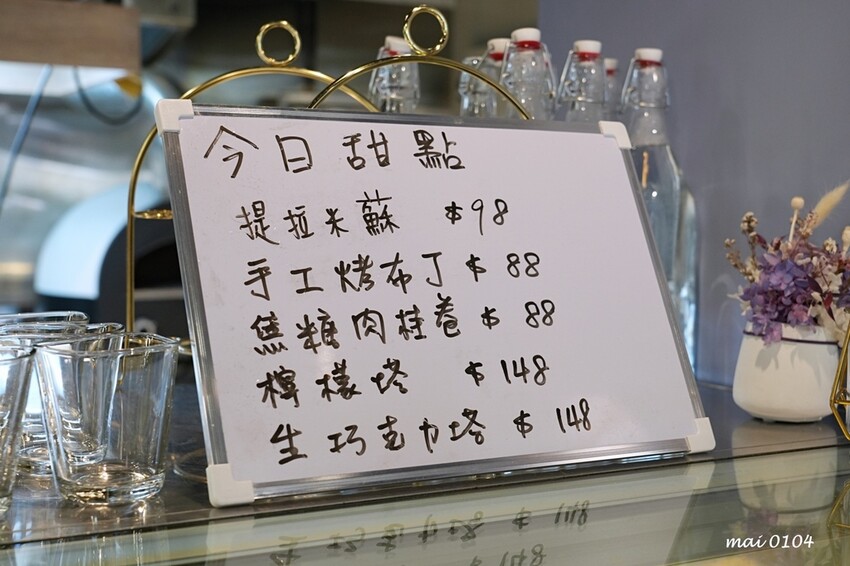 今日甜點
提拉米蘇 $98
手工烤布丁 $88
焦糖肉桂卷 $88
檸檬塔 $148
生巧克力塔 $148
mai 0104